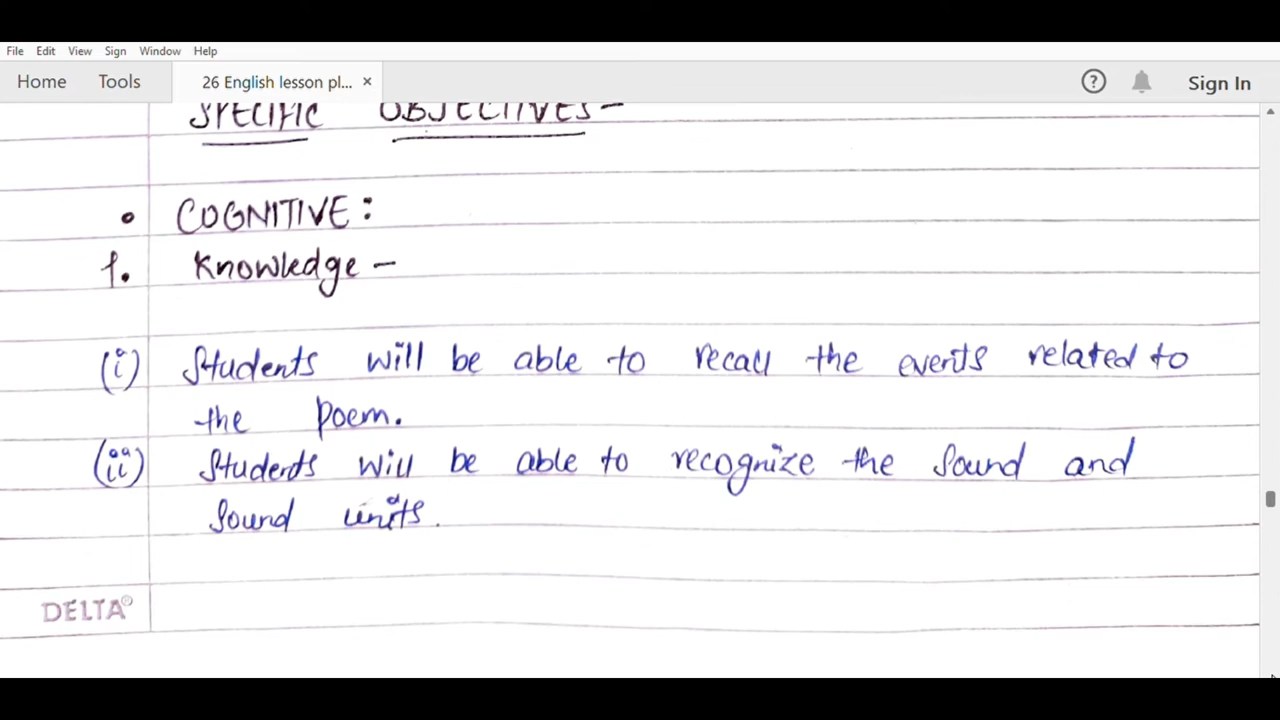 File Edit View Sign Window Help
Home Tools 26 English lesson pl... × ? Sign In
SPECIFIC OBJECTIVES-
• COGNITIVE:
1. Knowledge -
(i) Students will be able to recall the events related to
the poem.
(ii) Students will be able to recognize the sound and
sound units.
DELTA®